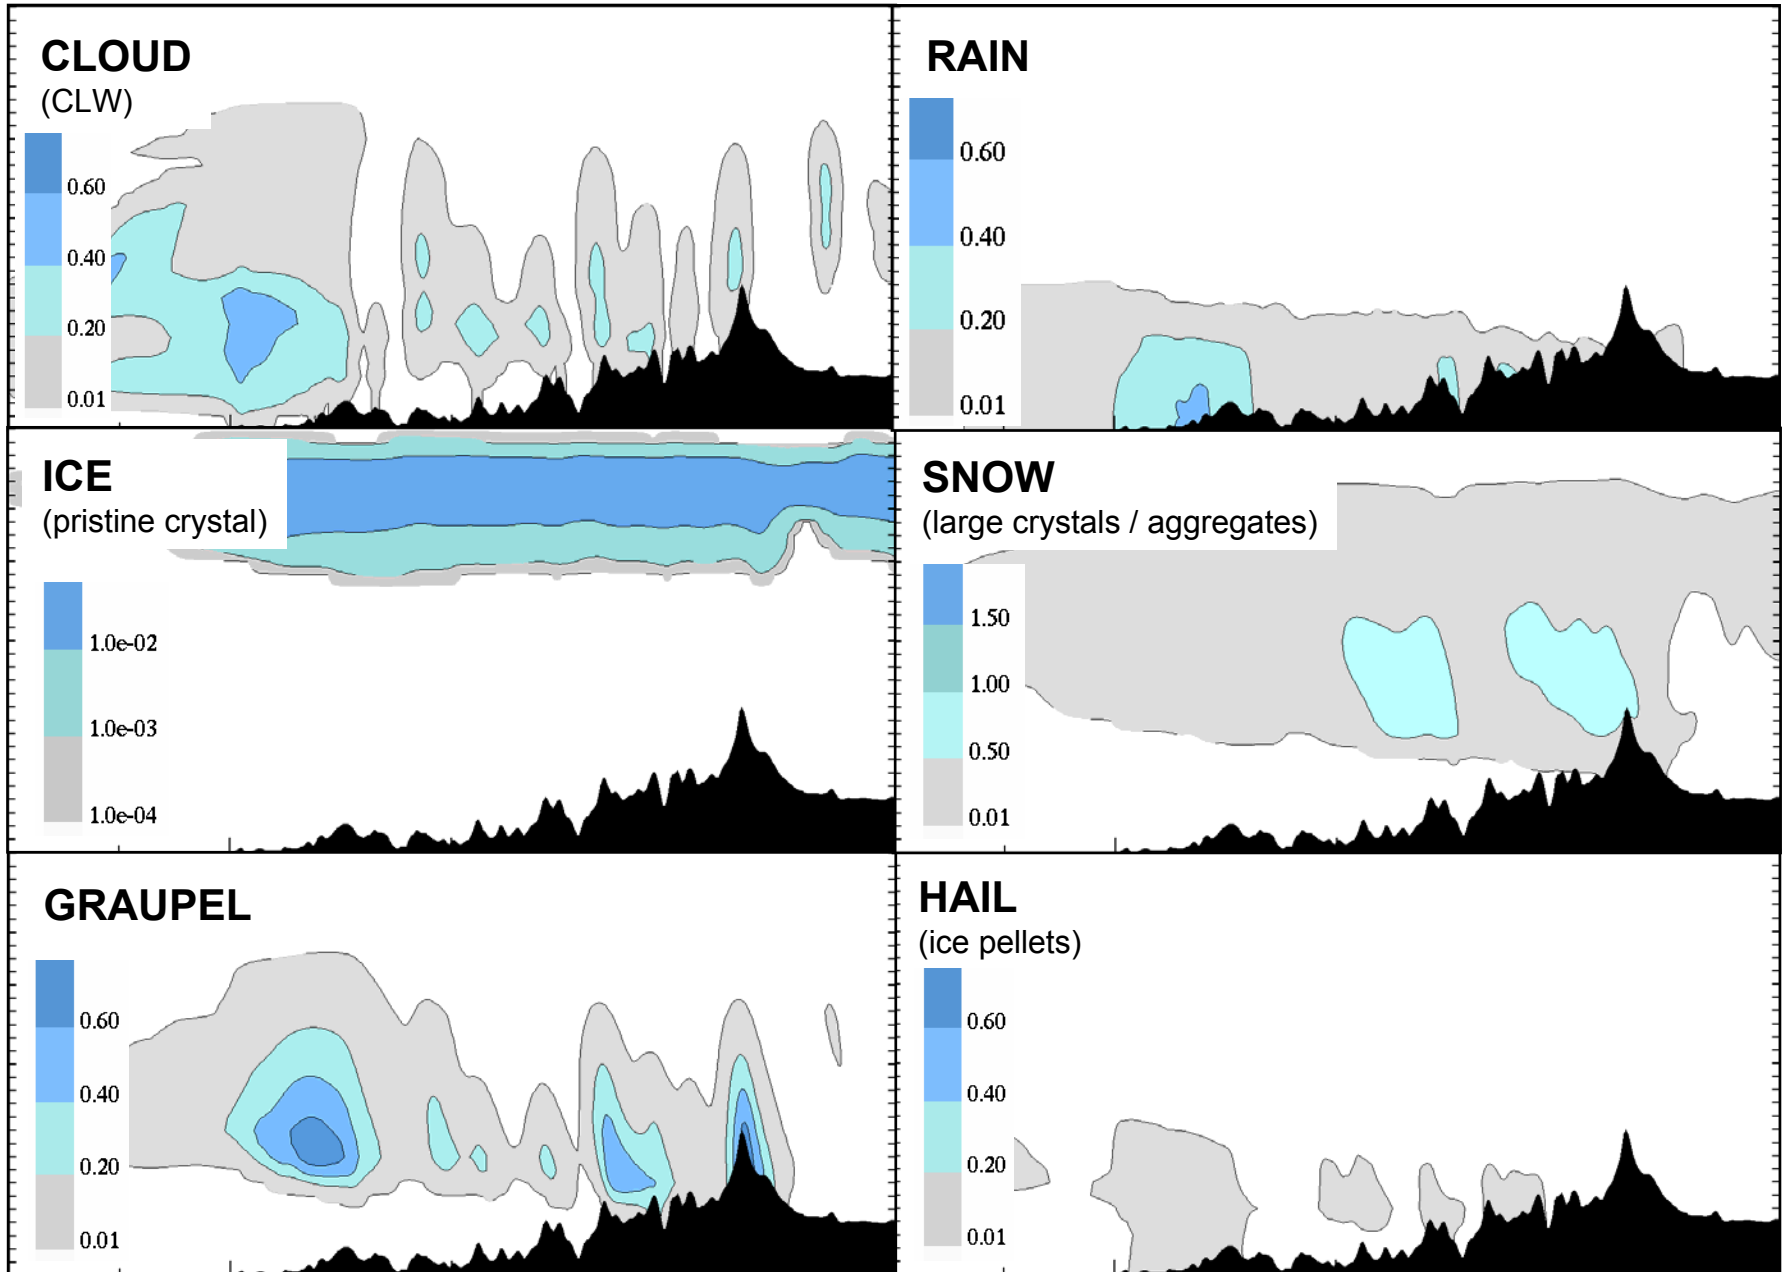 CLOUD
(CLW)
0.60
0.40
0.20
0.01
RAIN
0.60
0.40
0.20
0.01
ICE
(pristine crystal)
1.0e-02
1.0e-03
1.0e-04
SNOW
(large crystals / aggregates)
1.50
1.00
0.50
0.01
GRAUPEL
0.60
0.40
0.20
0.01
HAIL
(ice pellets)
0.60
0.40
0.20
0.01